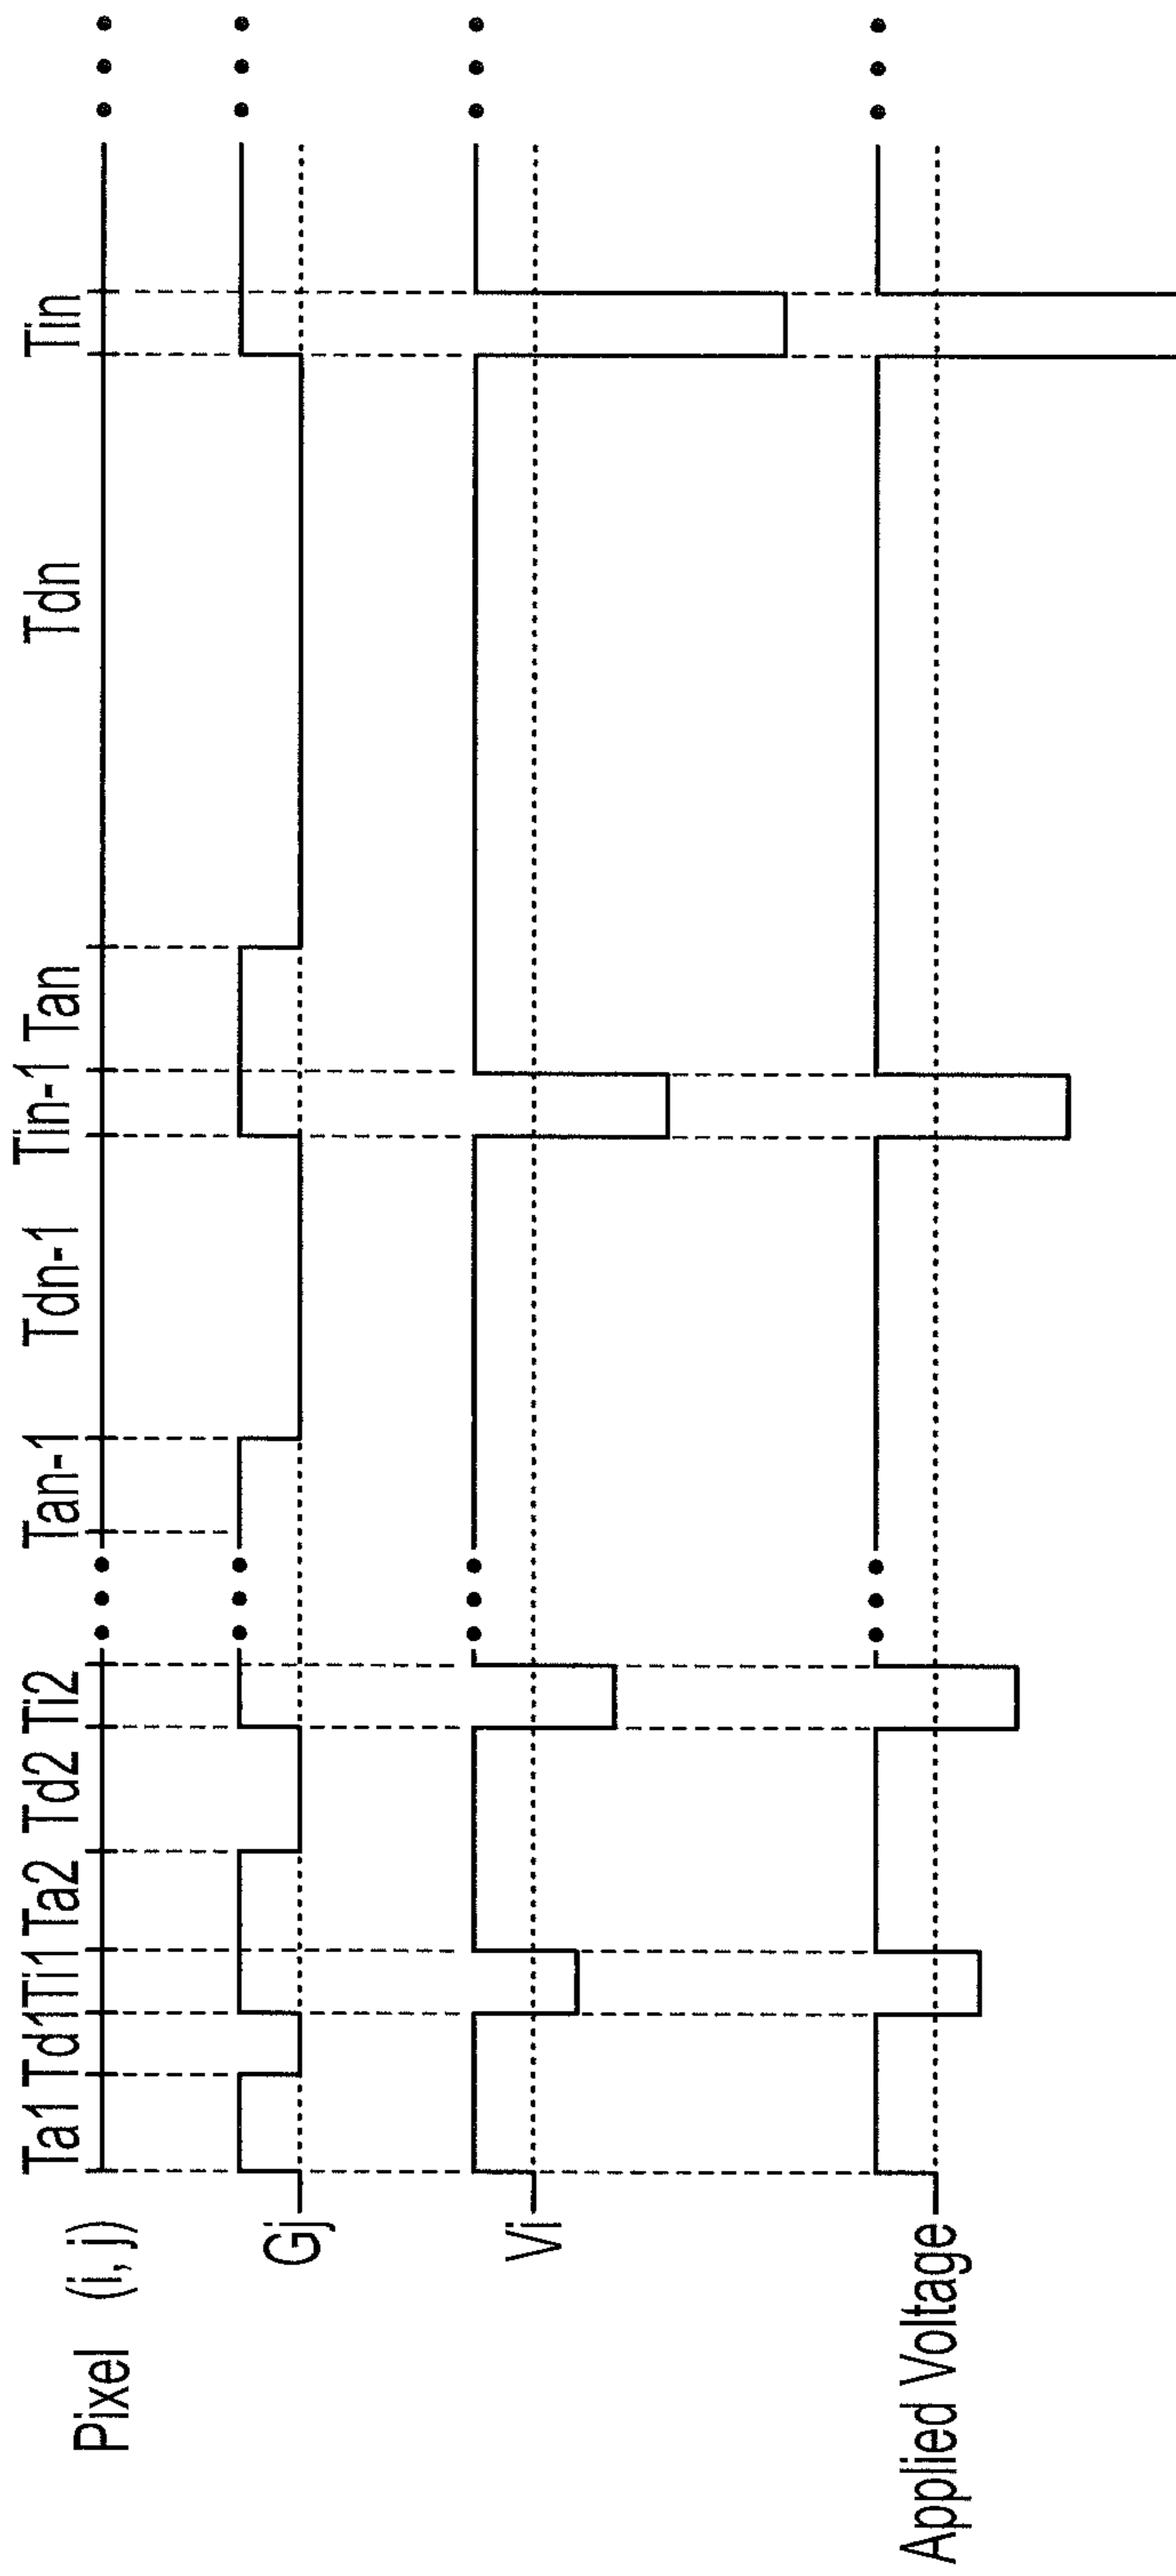 Ta1 Td1 Ti1 Ta2 Td2 Ti2 Tan-1 Tdn-1 Tin-1 Tan Tdn Tin
Pixel (i, j)
Gj
Vi
Applied Voltage